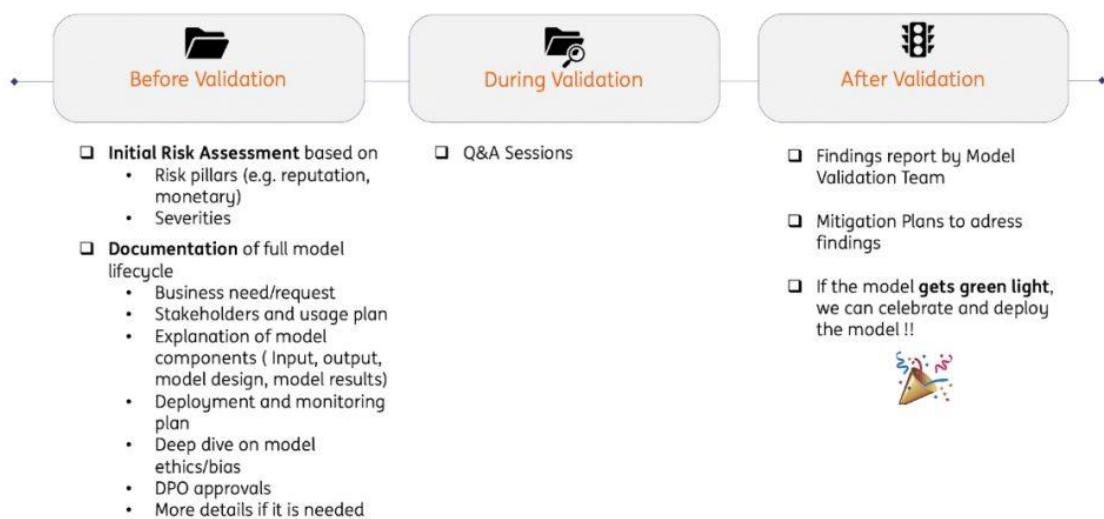 Before Validation
During Validation
After Validation
❑ Initial Risk Assessment based on
• Risk pillars (e.g. reputation,
monetary)
• Severities
❑ Documentation of full model
lifecycle
• Business need/request
• Stakeholders and usage plan
• Explanation of model
components ( Input, output,
model design, model results)
• Deployment and monitoring
plan
• Deep dive on model
ethics/bias
• DPO approvals
• More details if it is needed
❑ Q&A Sessions
❑ Findings report by Model
Validation Team
❑ Mitigation Plans to adress
findings
❑ If the model gets green light,
we can celebrate and deploy
the model !!